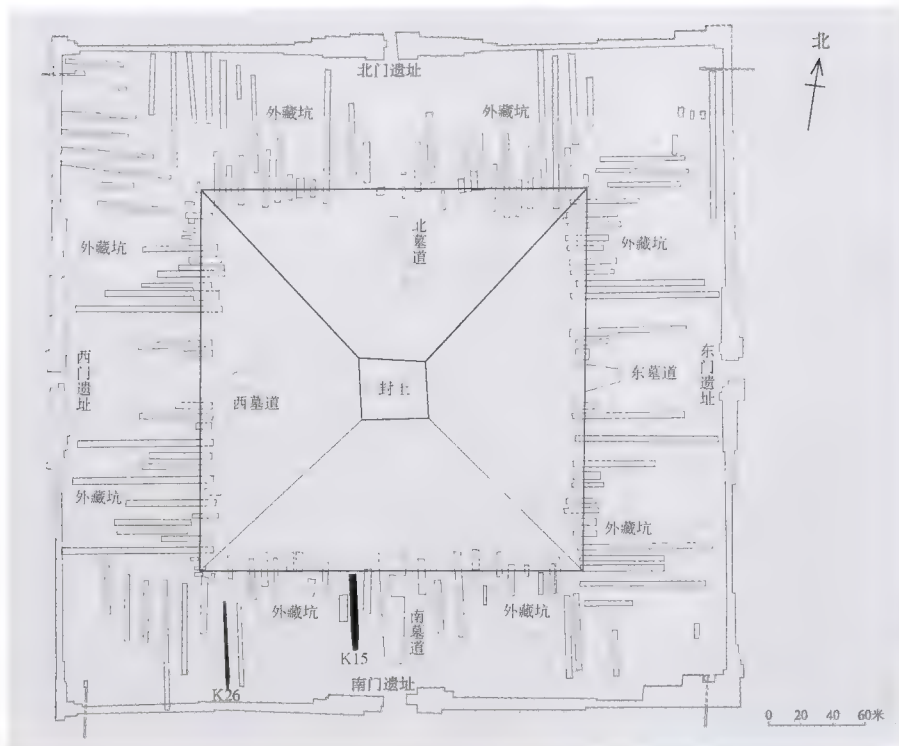 北
北门遗址
外藏坑
外藏坑
北墓道
外藏坑
外藏坑
西门遗址
西墓道
封土
东墓道
东门遗址
外藏坑
外藏坑
外藏坑
南墓道
外藏坑
K15
K26
南门遗址
0 20 40 60米